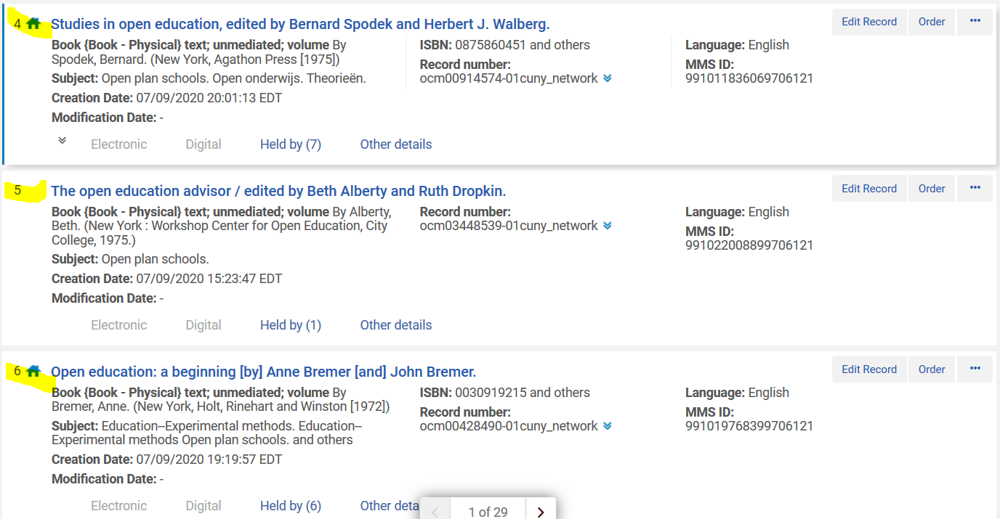 4 Studies in open education, edited by Bernard Spodek and Herbert J. Walberg.
Edit Record Order ...
Book {Book - Physical} text; unmediated; volume By
Spodek, Bernard. (New York, Agathon Press [1975])
Subject: Open plan schools. Open onderwijs. Theorieën.
Creation Date: 07/09/2020 20:01:13 EDT
Modification Date: -
ISBN: 0875860451 and others
Record number:
ocm00914574-01cuny_network
Language: English
MMS ID:
991011836069706121
Electronic Digital Held by (7) Other details
5 The open education advisor / edited by Beth Alberty and Ruth Dropkin.
Edit Record Order ...
Book {Book - Physical} text; unmediated; volume By Alberty,
Beth. (New York : Workshop Center for Open Education, City
College, 1975.)
Subject: Open plan schools.
Creation Date: 07/09/2020 15:23:47 EDT
Modification Date: -
Record number:
ocm03448539-01cuny_network
Language: English
MMS ID:
991022008899706121
Electronic Digital Held by (1) Other details
6 Open education: a beginning [by] Anne Bremer [and] John Bremer.
Edit Record Order ...
Book {Book - Physical} text; unmediated; volume By
Bremer, Anne. (New York, Holt, Rinehart and Winston [1972])
Subject: Education--Experimental methods. Education--
Experimental methods Open plan schools. and others
Creation Date: 07/09/2020 19:19:57 EDT
Modification Date: -
ISBN: 0030919215 and others
Record number:
ocm00428490-01cuny_network
Language: English
MMS ID:
991019768399706121
Electronic Digital Held by (6) Other deta
1 of 29